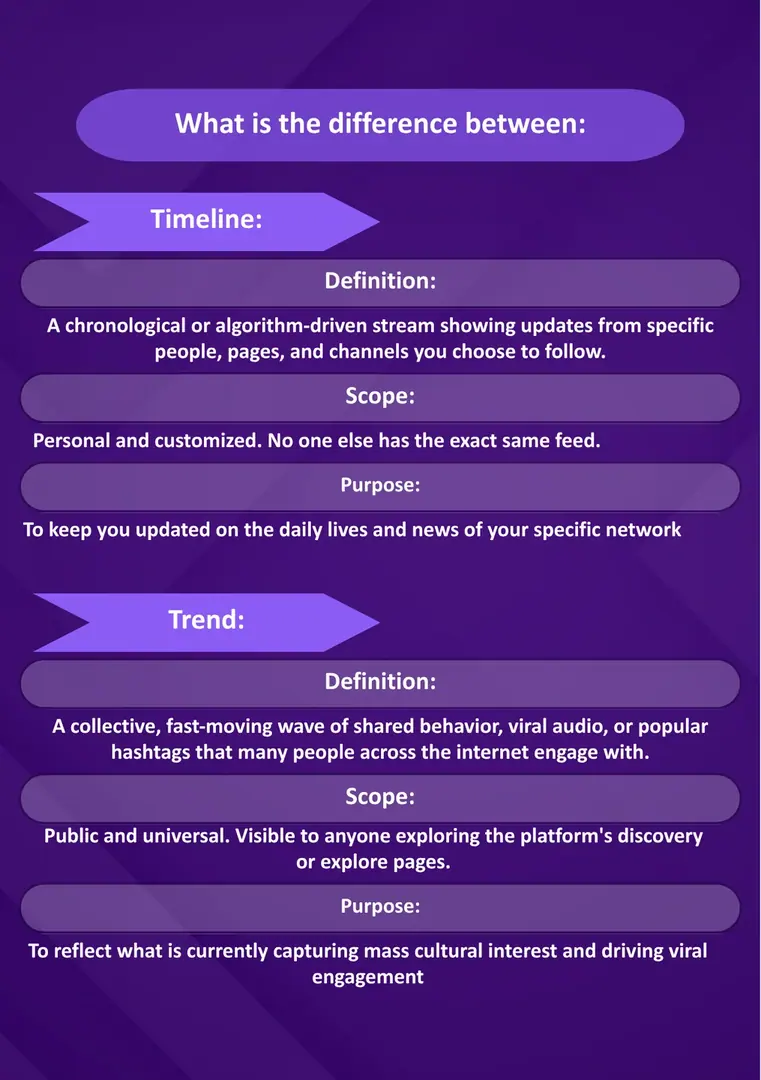 What is the difference between:
Timeline:
Definition:
A chronological or algorithm-driven stream showing updates from specific
people, pages, and channels you choose to follow.
Scope:
Personal and customized. No one else has the exact same feed.
Purpose:
To keep you updated on the daily lives and news of your specific network
Trend:
Definition:
A collective, fast-moving wave of shared behavior, viral audio, or popular
hashtags that many people across the internet engage with.
Scope:
Public and universal. Visible to anyone exploring the platform's discovery
or explore pages.
Purpose:
To reflect what is currently capturing mass cultural interest and driving viral
engagement